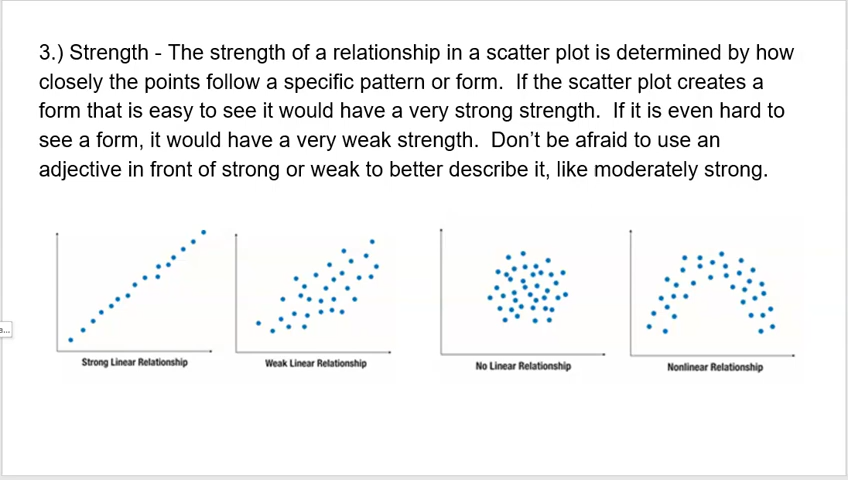 3.) Strength - The strength of a relationship in a scatter plot is determined by how
closely the points follow a specific pattern or form.  If the scatter plot creates a
form that is easy to see it would have a very strong strength.  If it is even hard to
see a form, it would have a very weak strength.  Don’t be afraid to use an
adjective in front of strong or weak to better describe it, like moderately strong.
Strong Linear Relationship
Weak Linear Relationship
No Linear Relationship
Nonlinear Relationship